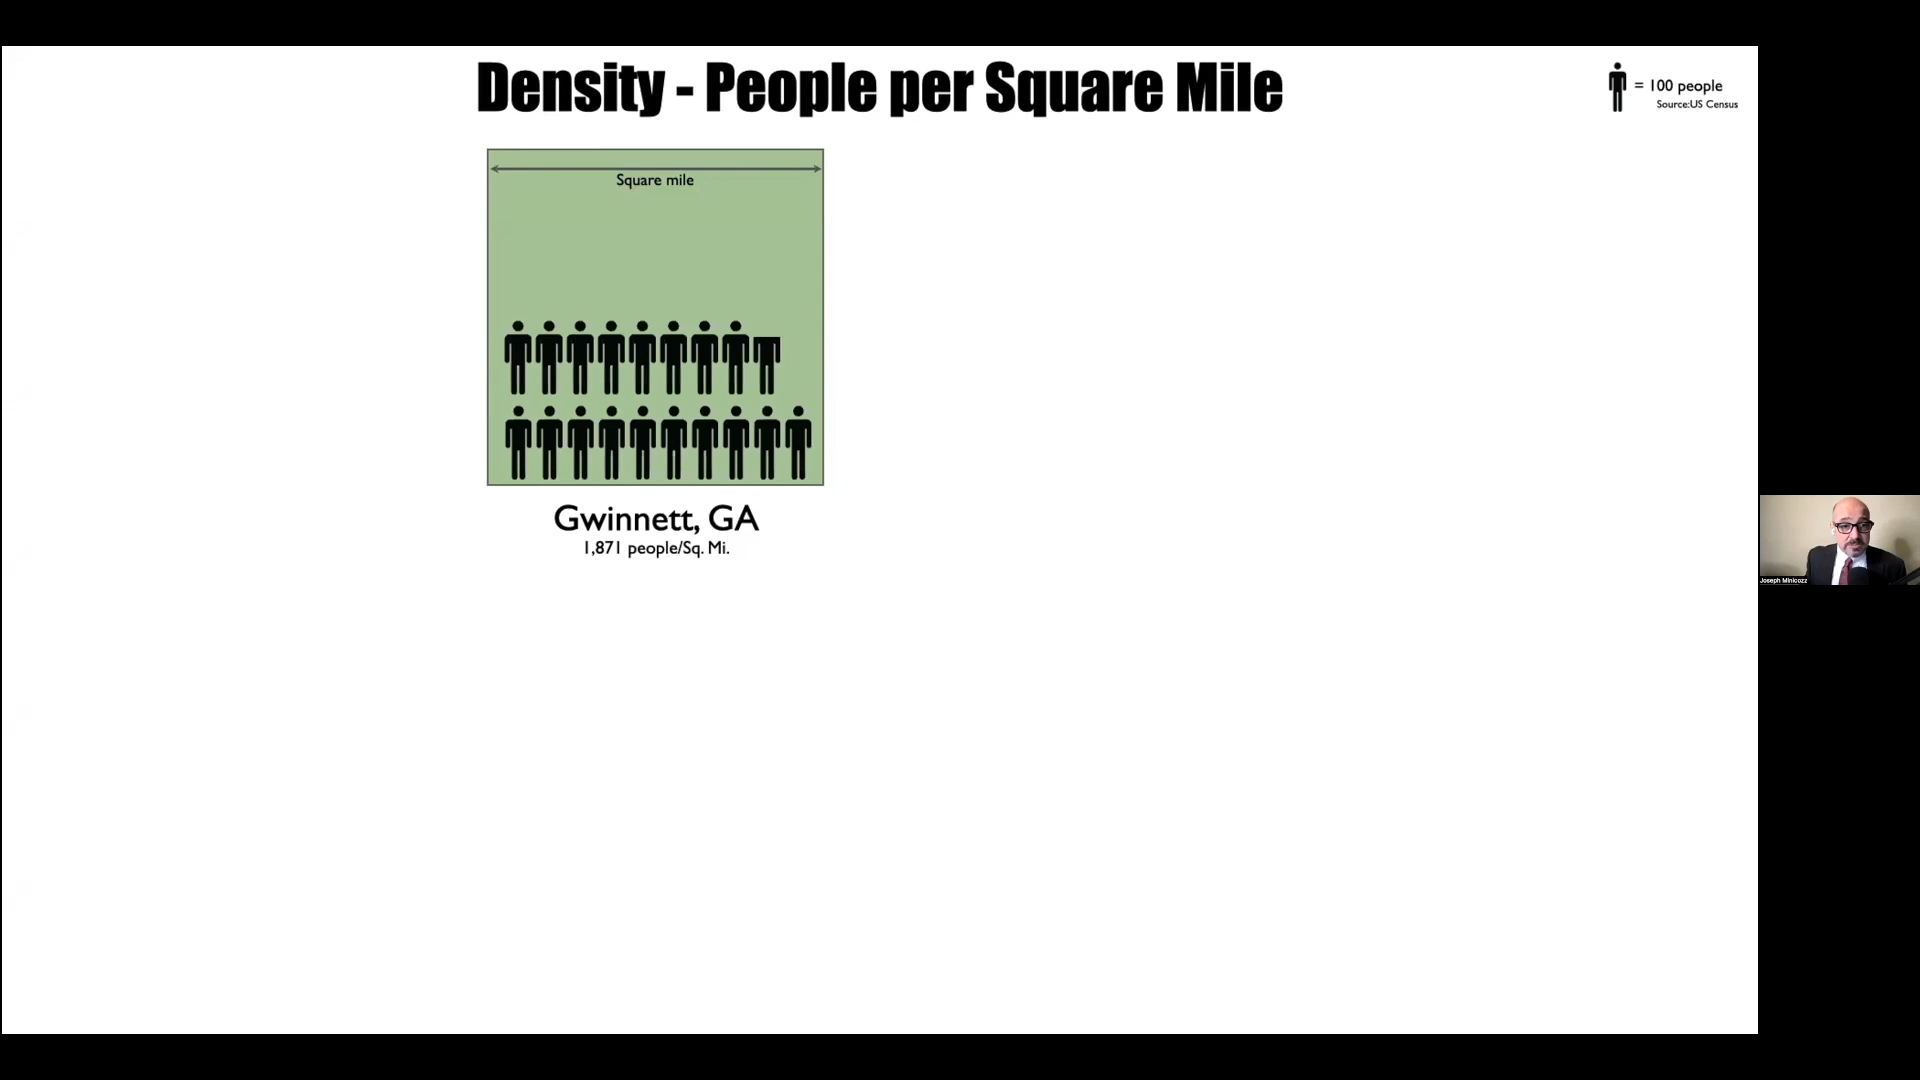 Density - People per Square Mile
= 100 people
Source:US Census
Square mile
Gwinnett, GA
1,871 people/Sq. Mi.
Joseph Minicozz